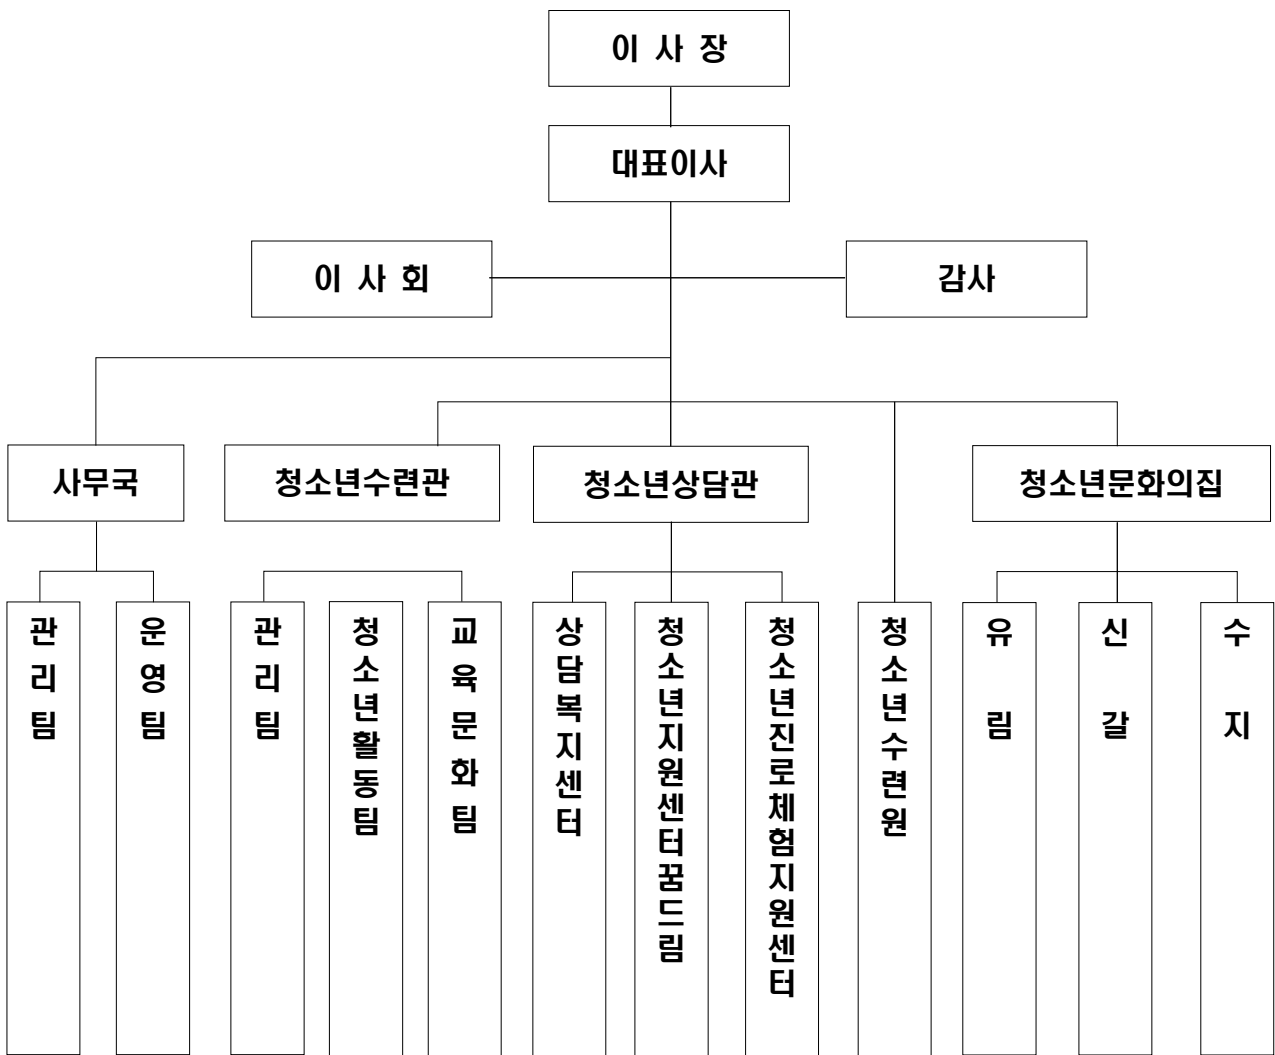 이 사 장
대표이사
이 사 회
감사
사무국
청소년수련관
청소년상담관
청소년문화의집
관리팀
운영팀
관리팀
청소년활동팀
교육문화팀
상담복지센터
청소년지원센터꿈드림
청소년진로체험지원센터
청소년수련원
유림
신갈
수지